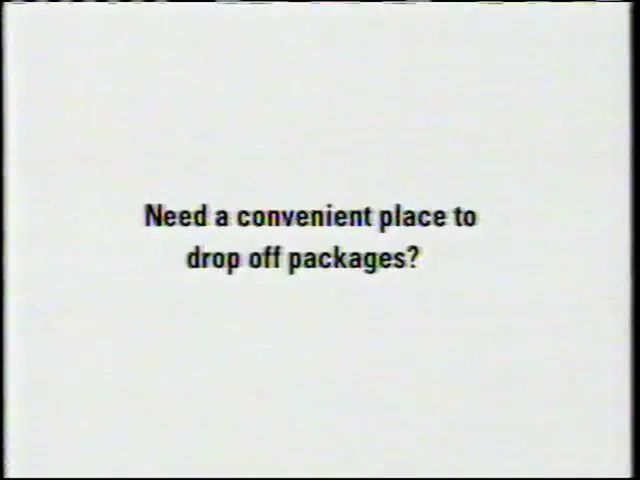 Need a convenient place to
drop off packages?